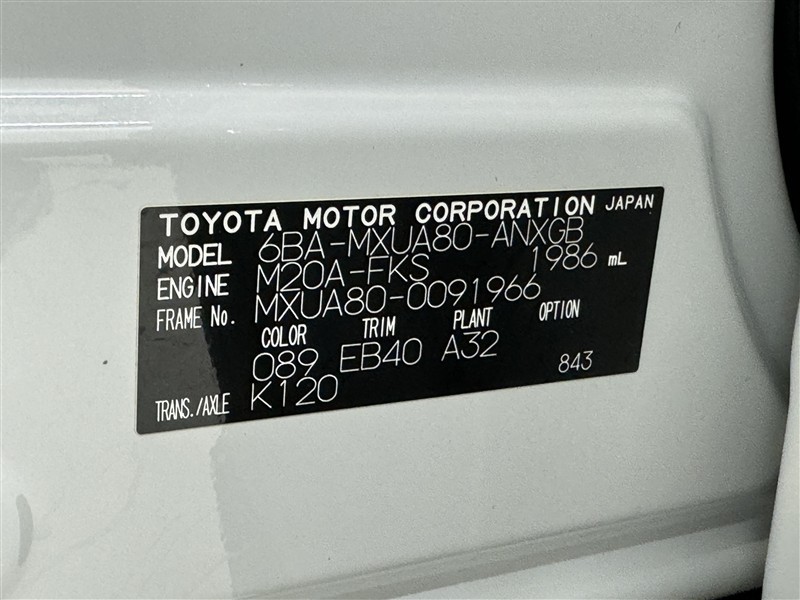 TOYOTA MOTOR CORPORATION JAPAN
MODEL 6BA-MXUA80-ANXGB
ENGINE M20A-FKS 1986 mL
FRAME No. MXUA80-0091966
COLOR TRIM PLANT OPTION
089 EB40 A32 843
TRANS./AXLE K120